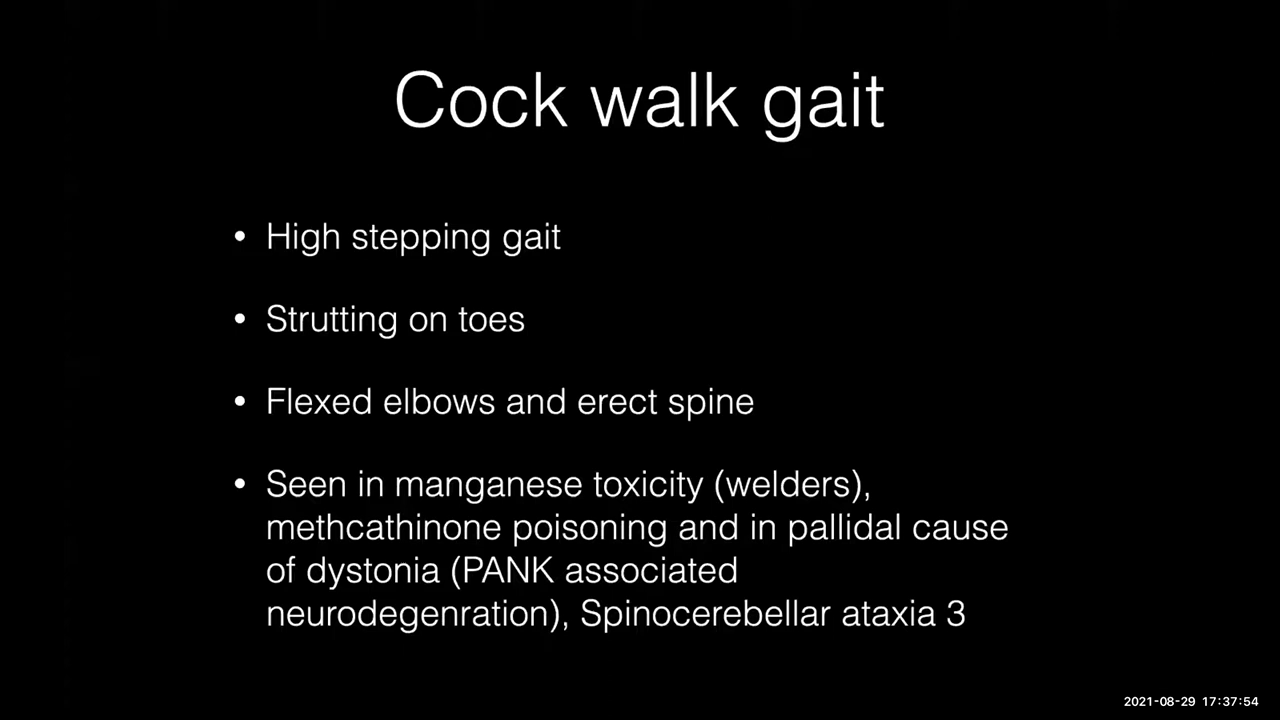 Cock walk gait
• High stepping gait
• Strutting on toes
• Flexed elbows and erect spine
• Seen in manganese toxicity (welders),
methcathinone poisoning and in pallidal cause
of dystonia (PANK associated
neurodegenration), Spinocerebellar ataxia 3
2021-08-29 17:37:54